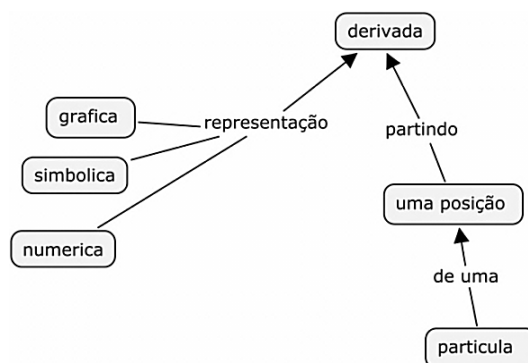 derivada
grafica
representação
partindo
simbolica
uma posição
numerica
de uma
particula